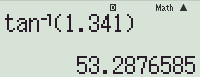 D Math ▲
tan⁻¹(1.341)
53.2876585